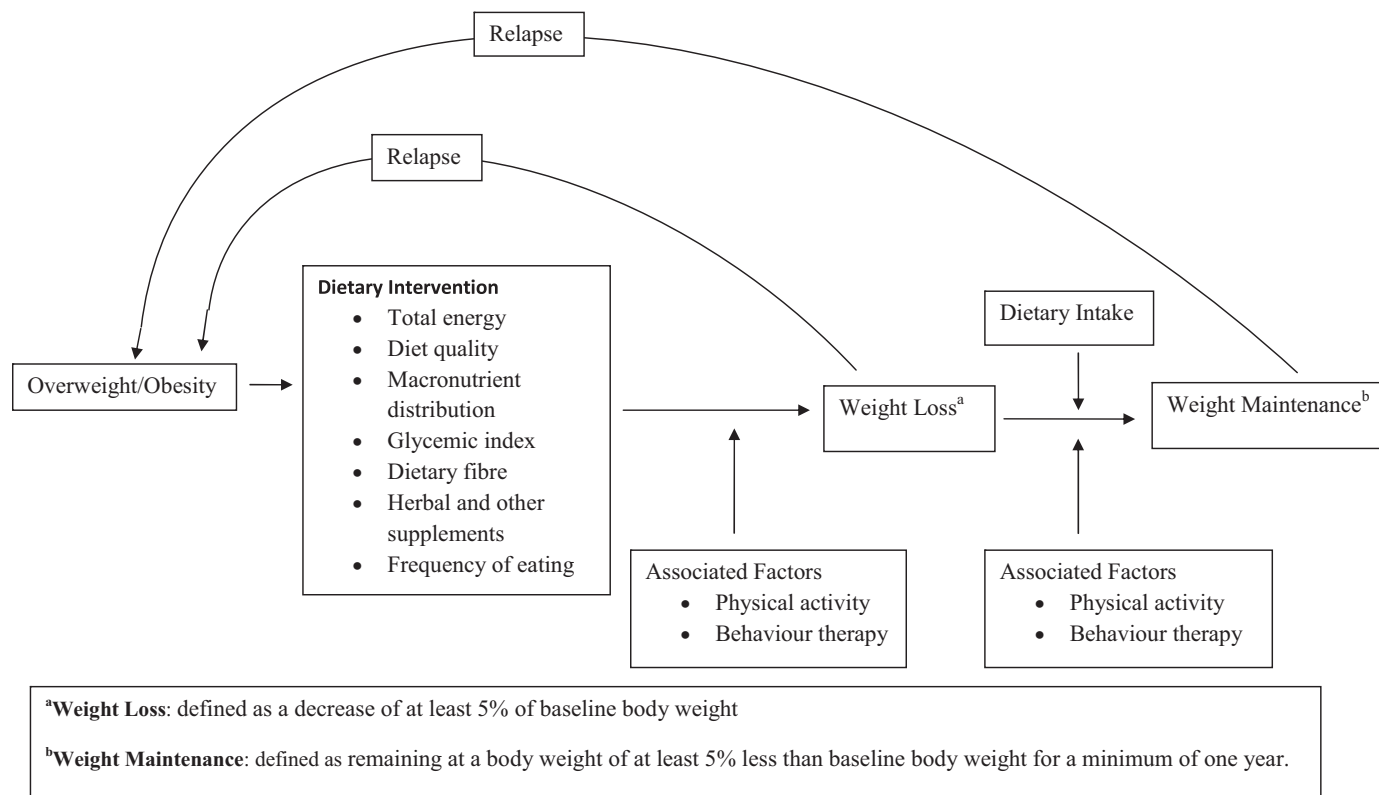 Relapse
Relapse
Dietary Intervention
• Total energy
• Diet quality
• Macronutrient
distribution
• Glycemic index
• Dietary fibre
• Herbal and other
supplements
• Frequency of eating
Dietary Intake
Overweight/Obesity
Weight Lossᵃ
Weight Maintenanceᵇ
Associated Factors
• Physical activity
• Behaviour therapy
Associated Factors
• Physical activity
• Behaviour therapy
ᵃWeight Loss: defined as a decrease of at least 5% of baseline body weight
ᵇWeight Maintenance: defined as remaining at a body weight of at least 5% less than baseline body weight for a minimum of one year.